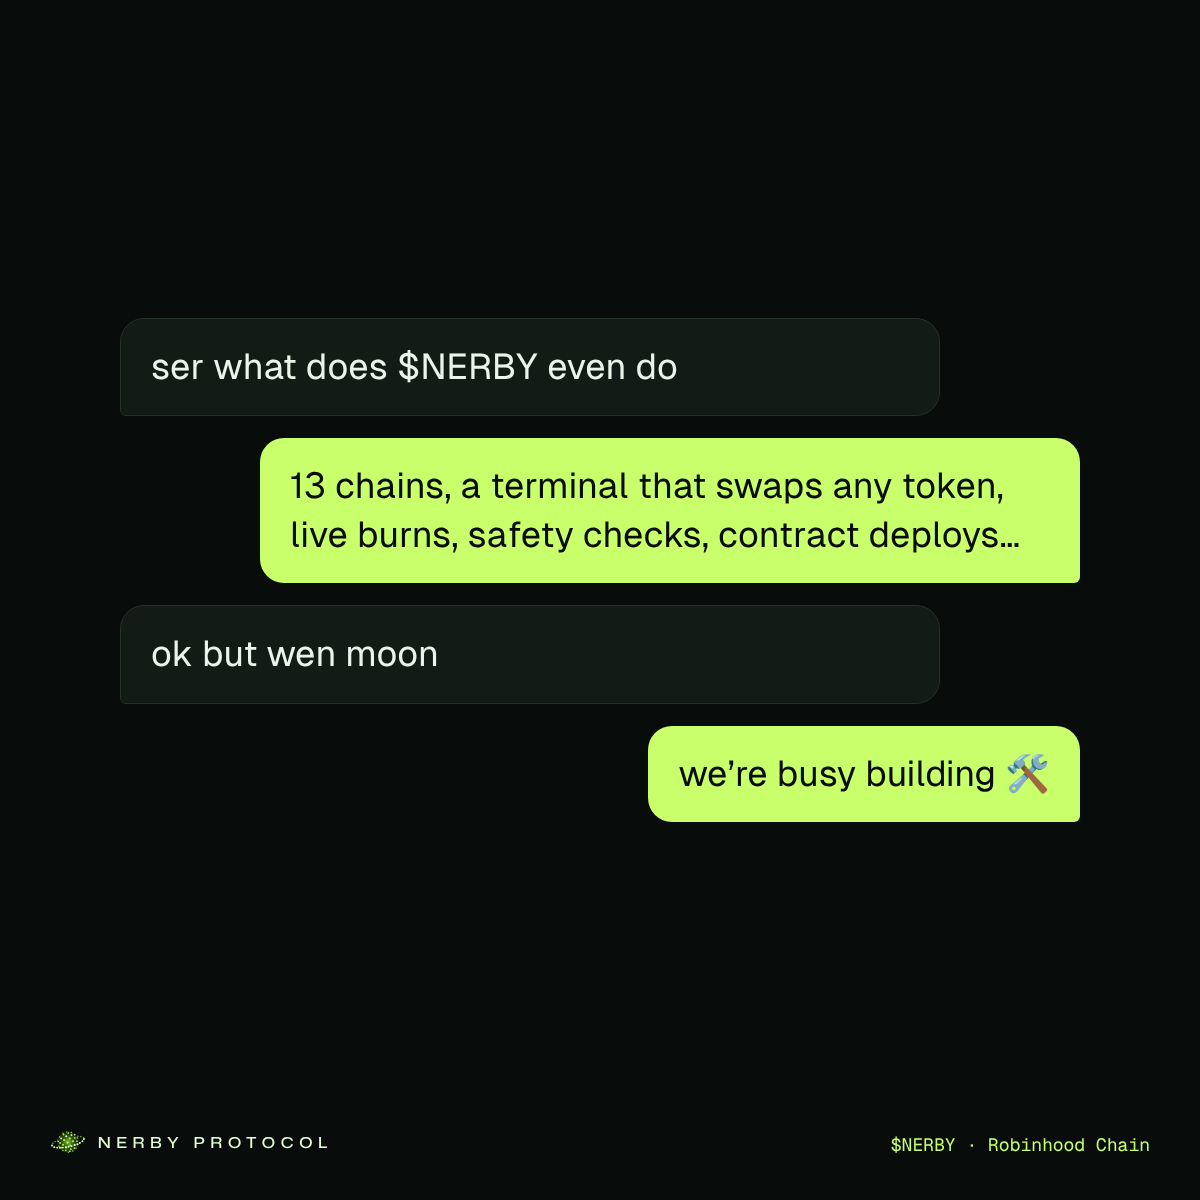 ser what does $NERBY even do
13 chains, a terminal that swaps any token,
live burns, safety checks, contract deploys…
ok but wen moon
we’re busy building 🛠️
NERBY PROTOCOL
$NERBY · Robinhood Chain